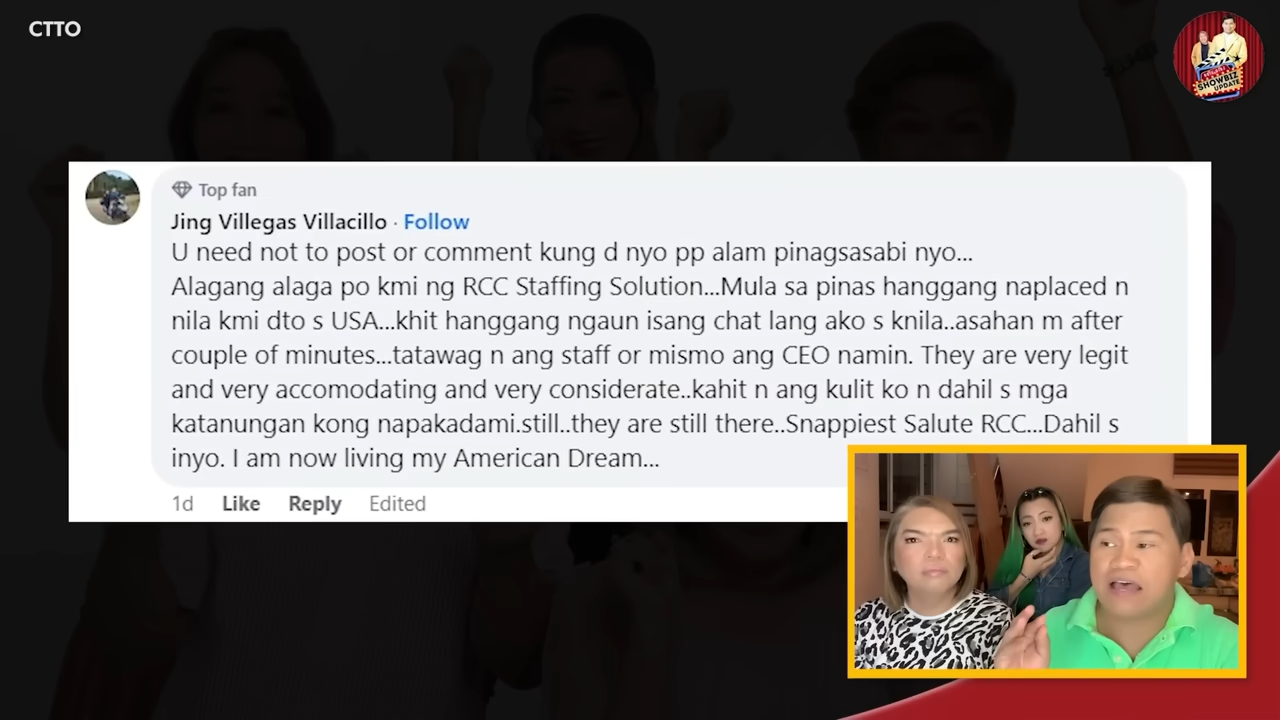 CTTO
SHOWBIZ
UPDATE
Top fan
Jing Villegas Villacillo · Follow
U need not to post or comment kung d nyo pp alam pinagsasabi nyo...
Alagang alaga po kmi ng RCC Staffing Solution...Mula sa pinas hanggang naplaced n
nila kmi dto s USA...khit hanggang ngaun isang chat lang ako s knila..asahan m after
couple of minutes...tatawag n ang staff or mismo ang CEO namin. They are very legit
and very accomodating and very considerate..kahit n ang kulit ko n dahil s mga
katanungan kong napakadami.still..they are still there..Snappiest Salute RCC...Dahil s
inyo. I am now living my American Dream...
1d Like Reply Edited